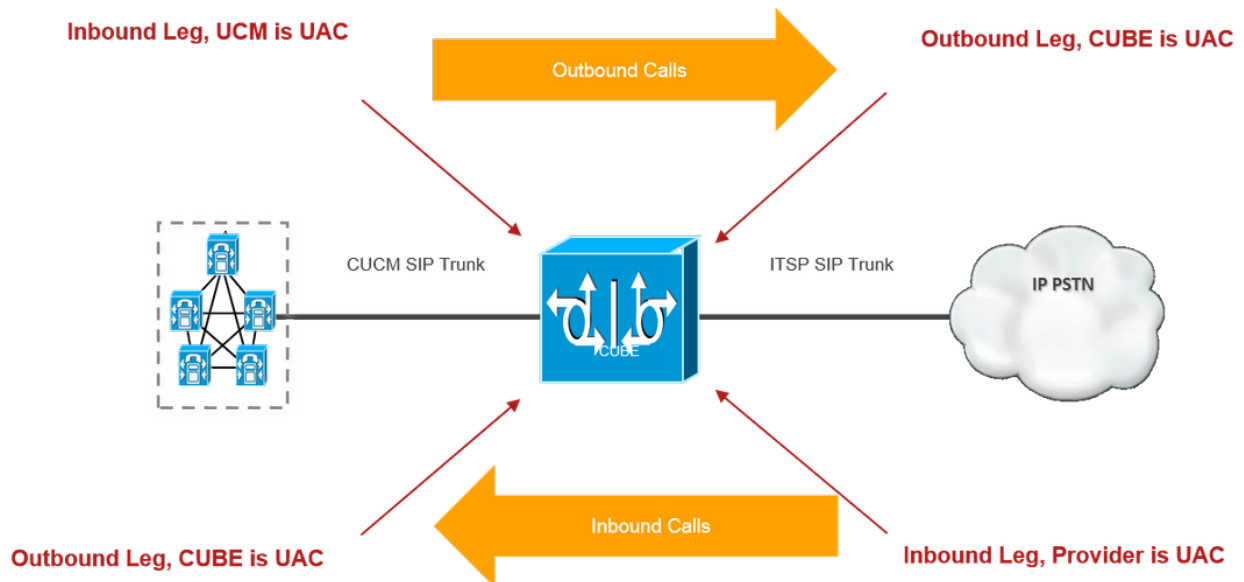 Inbound Leg, UCM is UAC
Outbound Leg, CUBE is UAC
Outbound Calls
CUCM SIP Trunk
ITSP SIP Trunk
IP PSTN
CUBE
Inbound Calls
Outbound Leg, CUBE is UAC
Inbound Leg, Provider is UAC